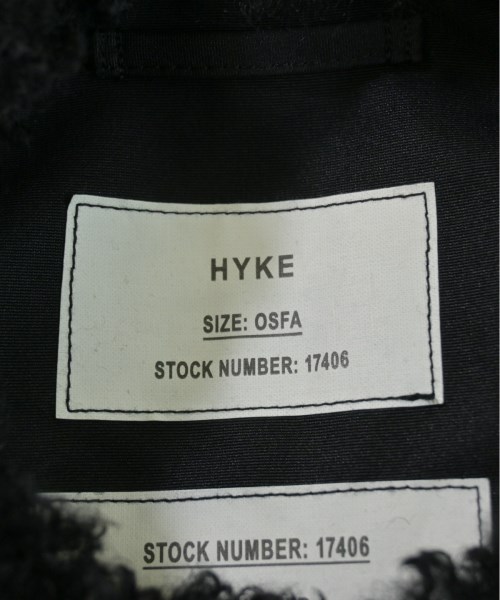 HYKE
SIZE: OSFA
STOCK NUMBER: 17406
STOCK NUMBER: 17406